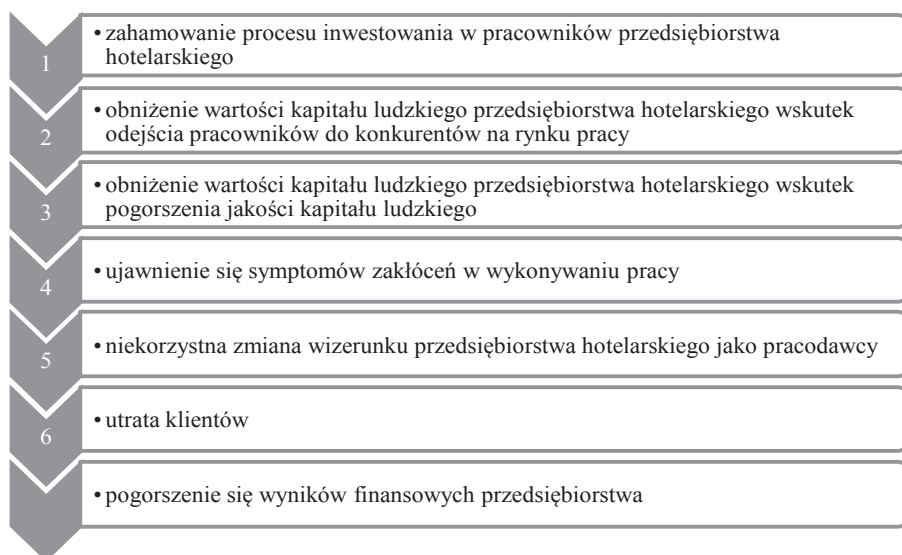 1
• zahamowanie procesu inwestowania w pracowników przedsiębiorstwa
hotelarskiego
2
• obniżenie wartości kapitału ludzkiego przedsiębiorstwa hotelarskiego wskutek
odejścia pracowników do konkurentów na rynku pracy
3
• obniżenie wartości kapitału ludzkiego przedsiębiorstwa hotelarskiego wskutek
pogorszenia jakości kapitału ludzkiego
4
• ujawnienie się symptomów zakłóceń w wykonywaniu pracy
5
• niekorzystna zmiana wizerunku przedsiębiorstwa hotelarskiego jako pracodawcy
6
• utrata klientów
• pogorszenie się wyników finansowych przedsiębiorstwa